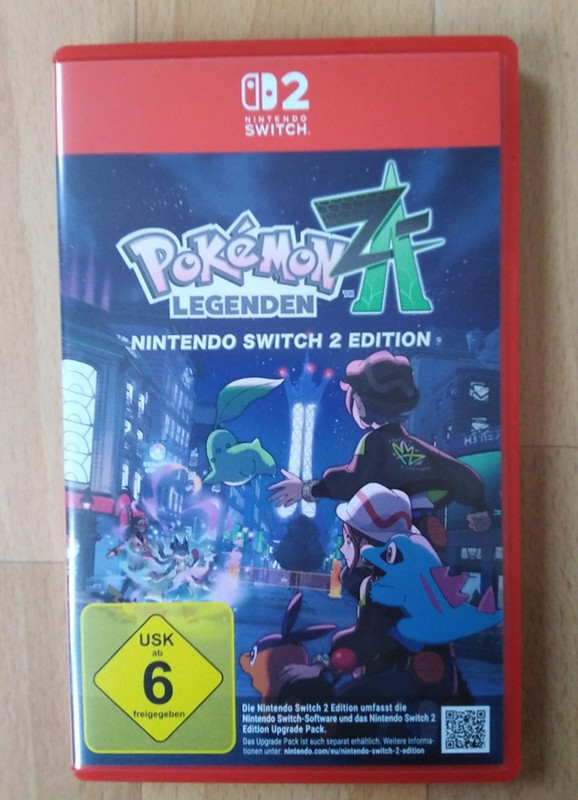 2
NINTENDO
SWITCH
POKéMON
LEGENDEN
ZA
™
NINTENDO SWITCH 2 EDITION
USK
ab
6
freigegeben
Die Nintendo Switch 2 Edition umfasst die
Nintendo Switch-Software und das Nintendo Switch 2
Edition Upgrade Pack.
Das Upgrade Pack ist auch separat erhältlich. Weitere Informa-
tionen unter: nintendo.com/eu/nintendo-switch-2-edition